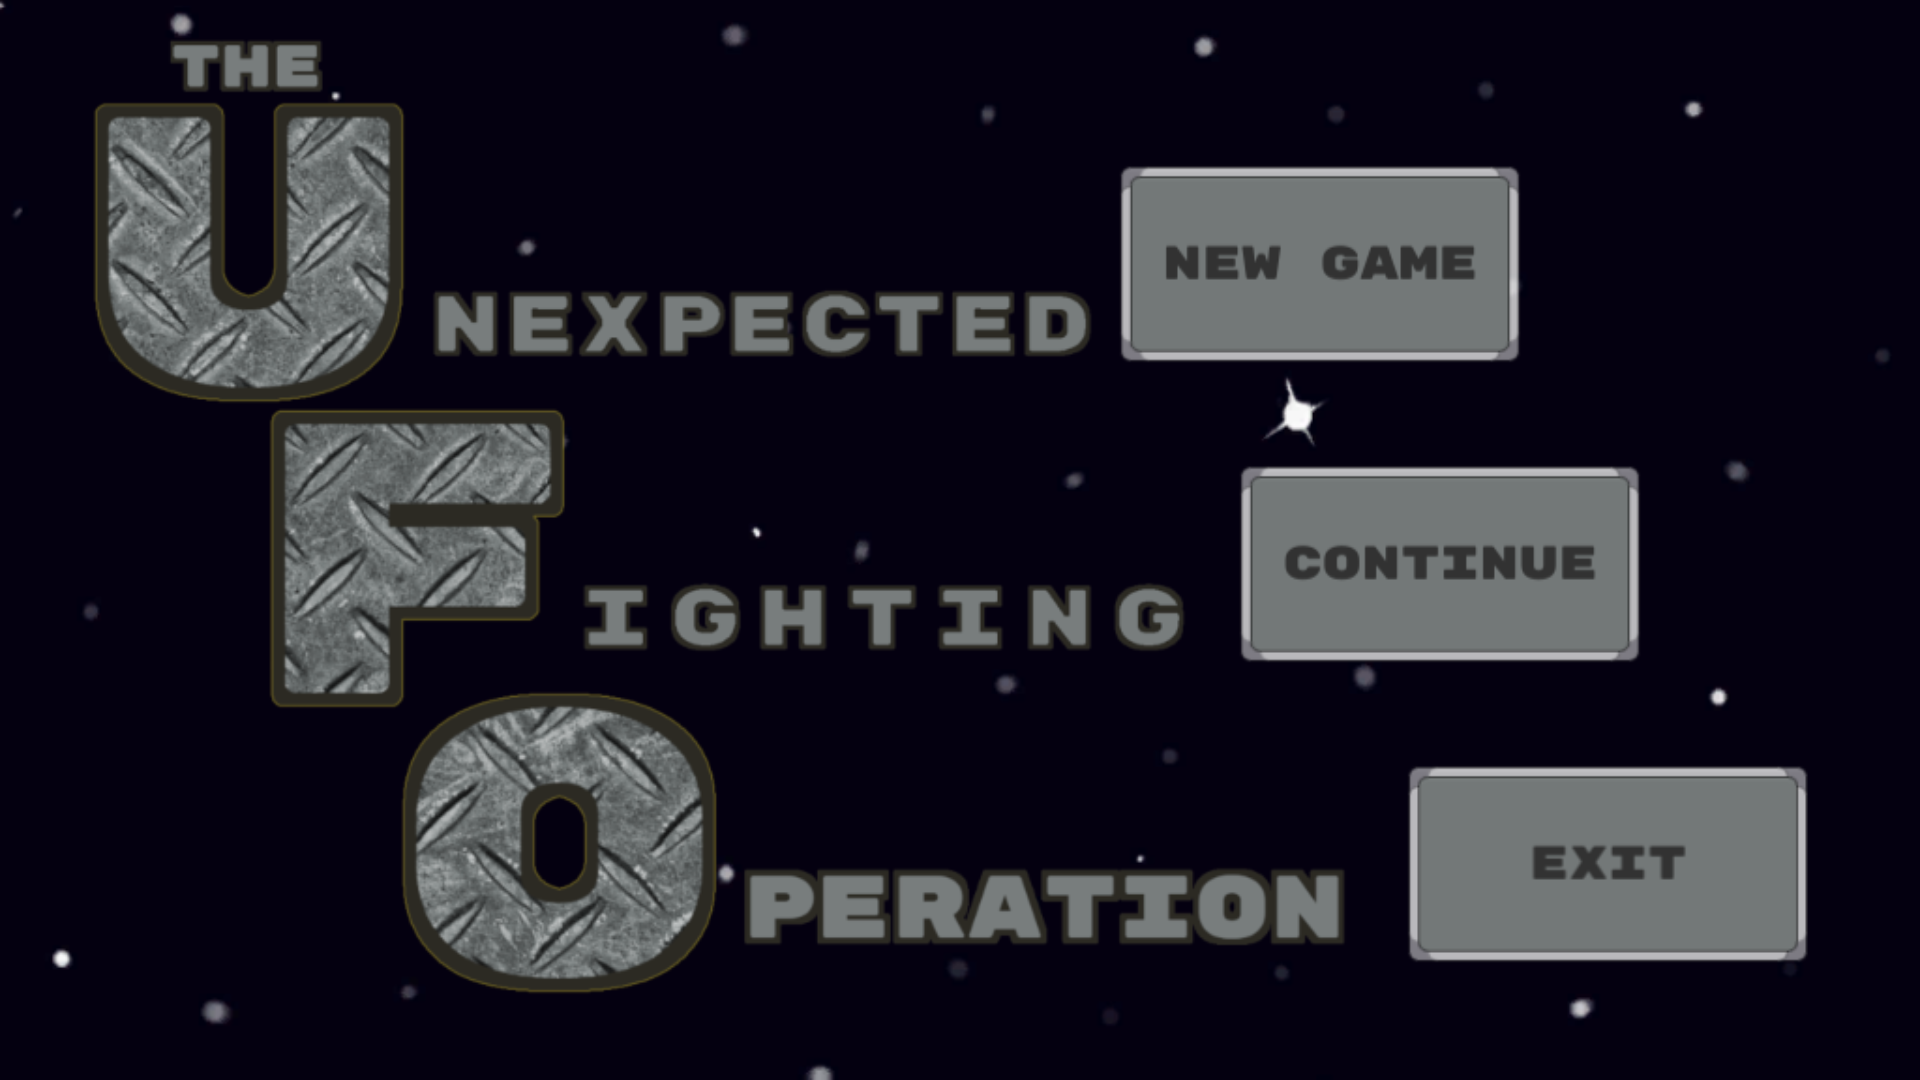 THE
UNEXPECTED
FIGHTING
OPERATION
NEW GAME
CONTINUE
EXIT